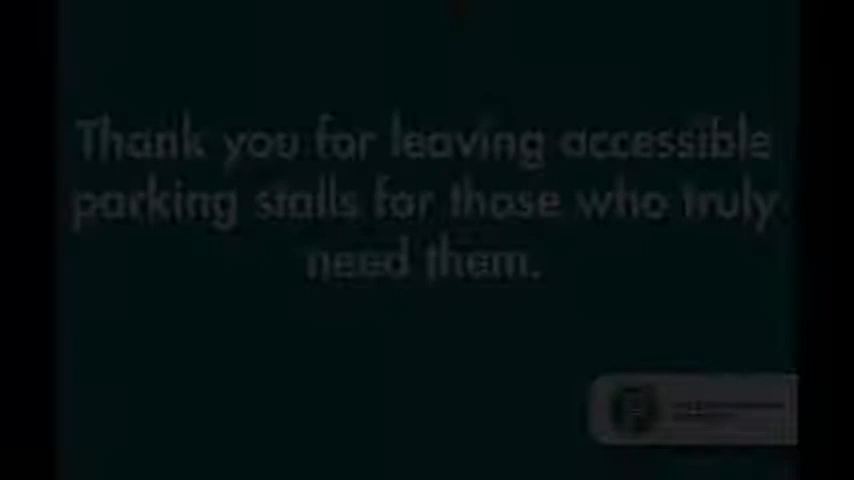 Thank you for leaving accessible
parking stalls for those who truly
need them.